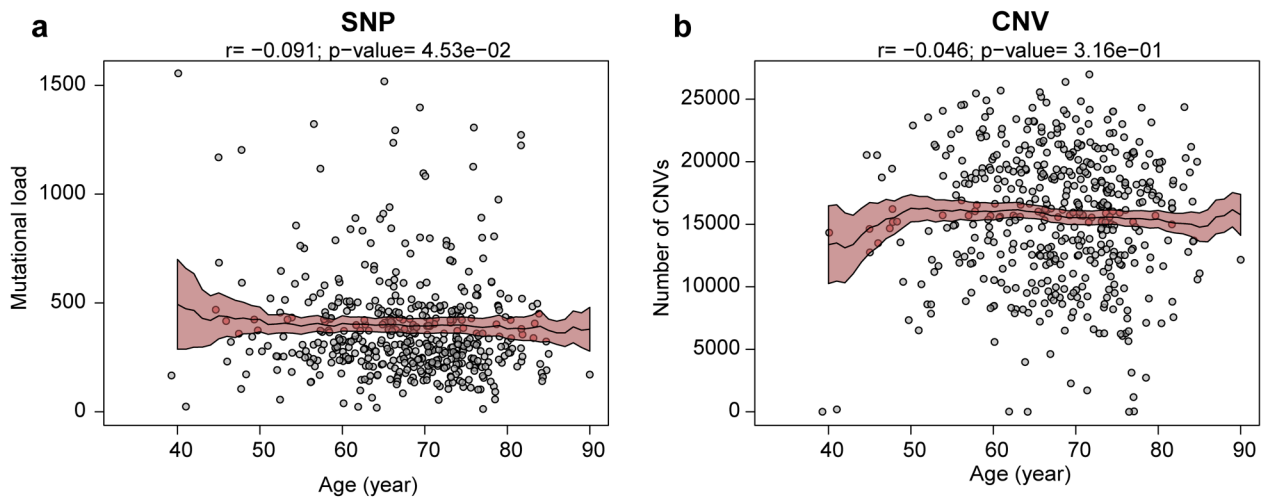 a
SNP
r= −0.091; p−value= 4.53e−02
Mutational load
1500
1000
500
0
40 50 60 70 80 90
Age (year)
b
CNV
r= −0.046; p−value= 3.16e−01
Number of CNVs
25000
20000
15000
10000
5000
0
40 50 60 70 80 90
Age (year)